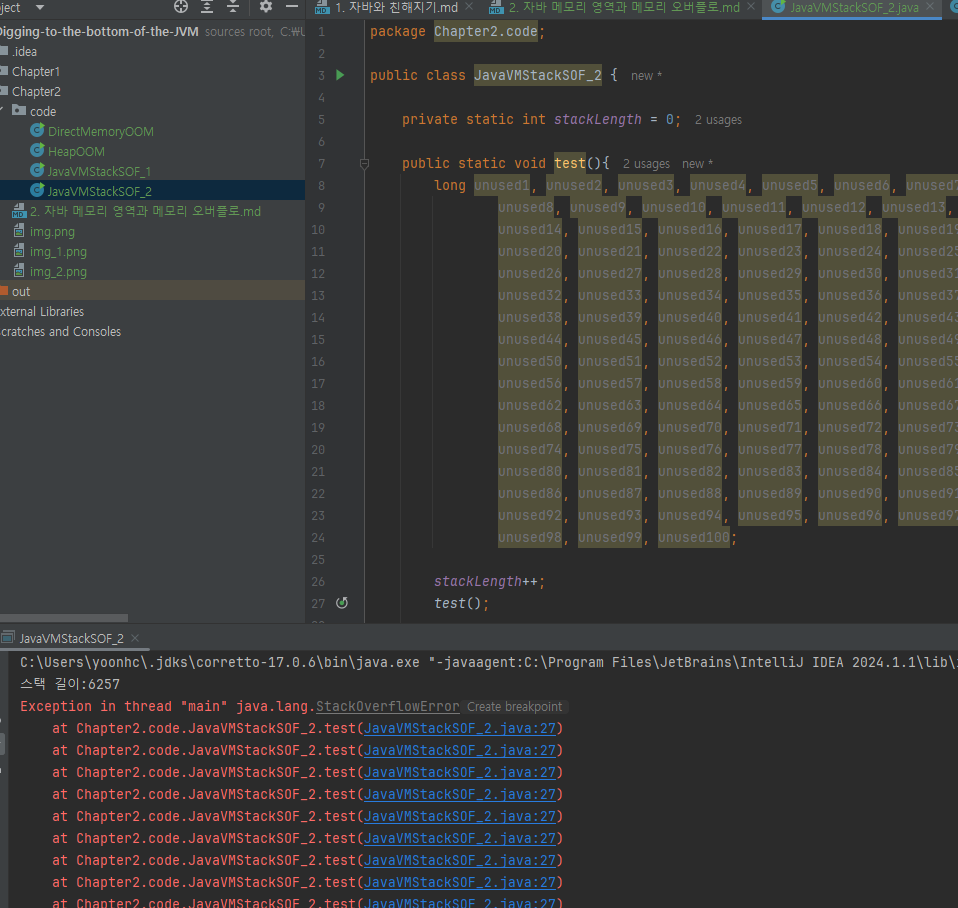 ject
1. 자바와 친해지기.md
2. 자바 메모리 영역과 메모리 오버플로.md
JavaVMStackSOF_2.java
Digging-to-the-bottom-of-the-JVM sources root, C:\U
.idea
Chapter1
Chapter2
code
DirectMemoryOOM
HeapOOM
JavaVMStackSOF_1
JavaVMStackSOF_2
2. 자바 메모리 영역과 메모리 오버플로.md
img.png
img_1.png
img_2.png
out
xternal Libraries
cratches and Consoles
1 package Chapter2.code;
2
3 public class JavaVMStackSOF_2 { new *
4
5 private static int stackLength = 0; 2 usages
6
7 public static void test(){ 2 usages new *
8 long unused1, unused2, unused3, unused4, unused5, unused6, unused7
9 unused8, unused9, unused10, unused11, unused12, unused13,
10 unused14, unused15, unused16, unused17, unused18, unused19
11 unused20, unused21, unused22, unused23, unused24, unused25
12 unused26, unused27, unused28, unused29, unused30, unused31
13 unused32, unused33, unused34, unused35, unused36, unused37
14 unused38, unused39, unused40, unused41, unused42, unused43
15 unused44, unused45, unused46, unused47, unused48, unused49
16 unused50, unused51, unused52, unused53, unused54, unused55
17 unused56, unused57, unused58, unused59, unused60, unused61
18 unused62, unused63, unused64, unused65, unused66, unused67
19 unused68, unused69, unused70, unused71, unused72, unused73
20 unused74, unused75, unused76, unused77, unused78, unused79
21 unused80, unused81, unused82, unused83, unused84, unused85
22 unused86, unused87, unused88, unused89, unused90, unused91
23 unused92, unused93, unused94, unused95, unused96, unused97
24 unused98, unused99, unused100;
25
26 stackLength++;
27 test();
JavaVMStackSOF_2
C:\Users\yoonhc\.jdks\corretto-17.0.6\bin\java.exe "-javaagent:C:\Program Files\JetBrains\IntelliJ IDEA 2024.1.1\lib\
스택 길이:6257
Exception in thread "main" java.lang.StackOverflowError Create breakpoint
at Chapter2.code.JavaVMStackSOF_2.test(JavaVMStackSOF_2.java:27)
at Chapter2.code.JavaVMStackSOF_2.test(JavaVMStackSOF_2.java:27)
at Chapter2.code.JavaVMStackSOF_2.test(JavaVMStackSOF_2.java:27)
at Chapter2.code.JavaVMStackSOF_2.test(JavaVMStackSOF_2.java:27)
at Chapter2.code.JavaVMStackSOF_2.test(JavaVMStackSOF_2.java:27)
at Chapter2.code.JavaVMStackSOF_2.test(JavaVMStackSOF_2.java:27)
at Chapter2.code.JavaVMStackSOF_2.test(JavaVMStackSOF_2.java:27)
at Chapter2.code.JavaVMStackSOF_2.test(JavaVMStackSOF_2.java:27)
at Chapter2.code.JavaVMStackSOF_2.test(JavaVMStackSOF_2.java:27)